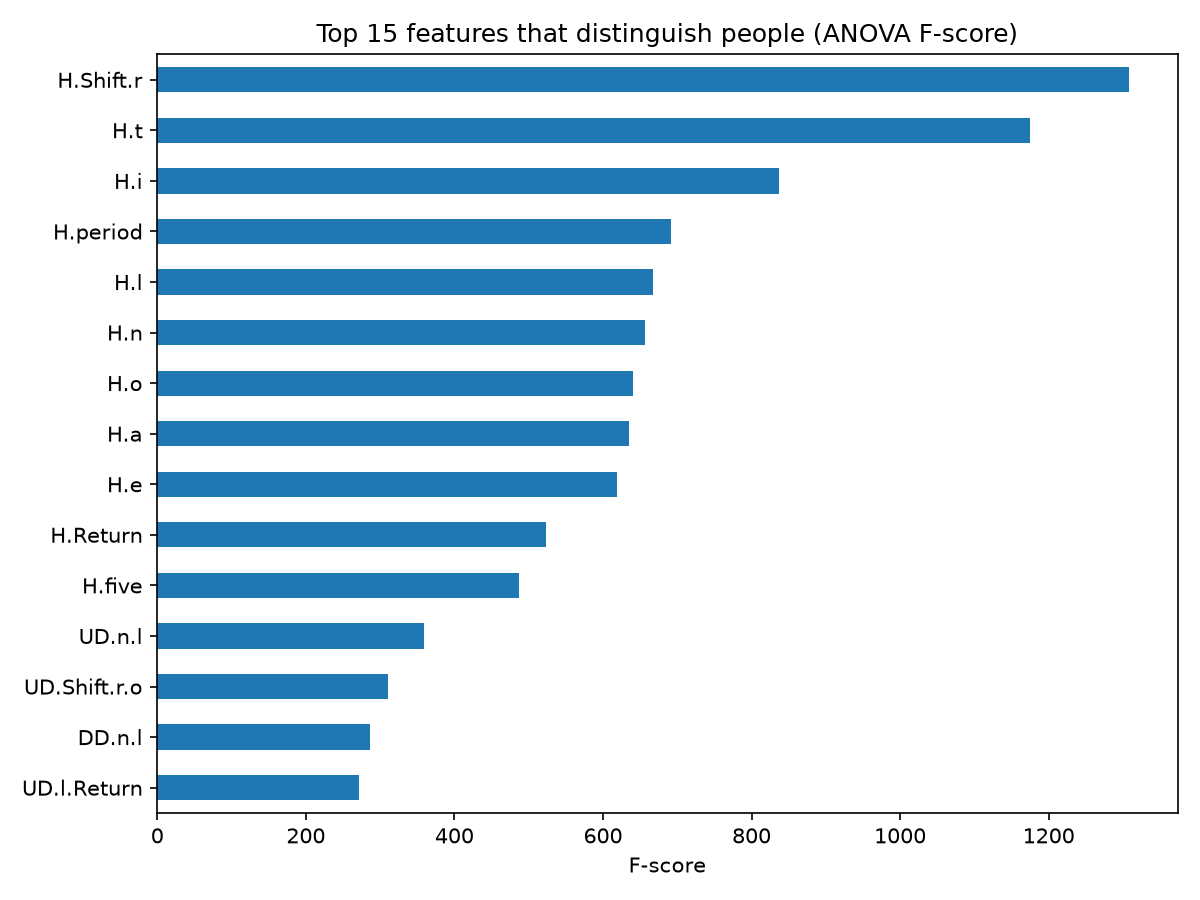 Top 15 features that distinguish people (ANOVA F-score)
H.Shift.r
H.t
H.i
H.period
H.l
H.n
H.o
H.a
H.e
H.Return
H.five
UD.n.l
UD.Shift.r.o
DD.n.l
UD.l.Return
0 200 400 600 800 1000 1200
F-score